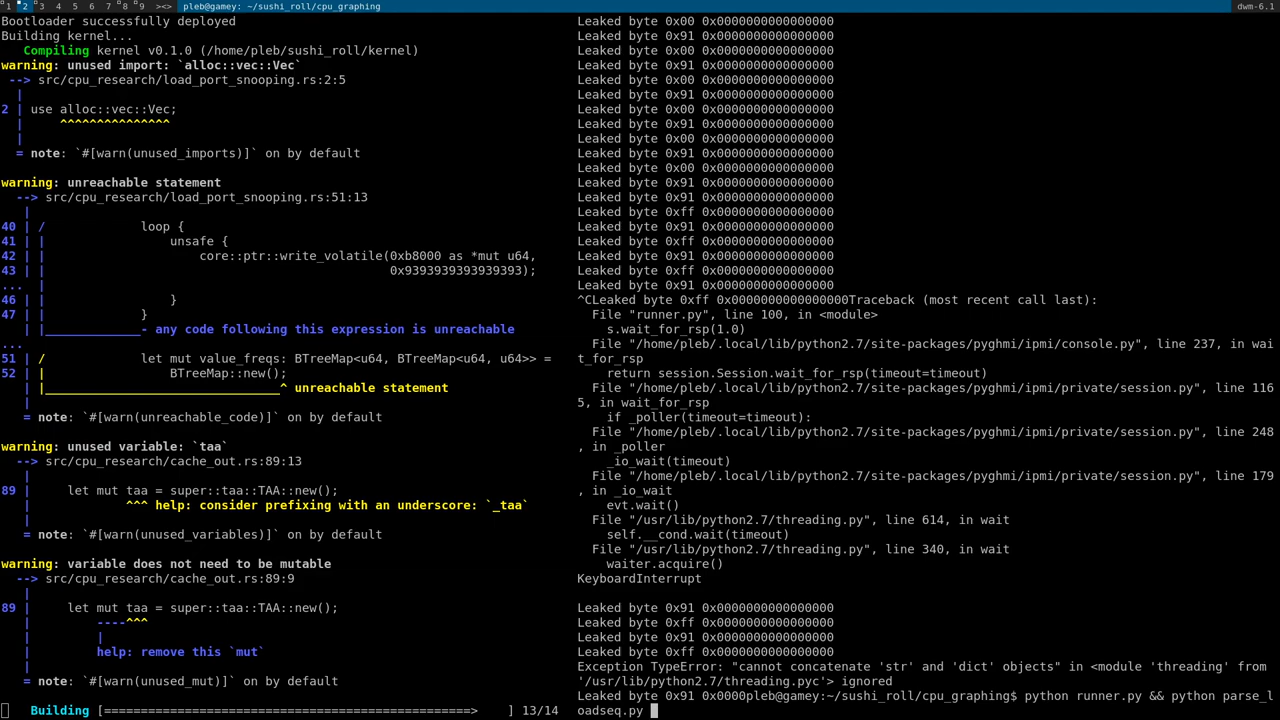 1 2 3 4 5 6 7 8 9 ><> pleb@gamey: ~/sushi_roll/cpu_graphing dwm-6.1
Bootloader successfully deployed
Building kernel...
   Compiling kernel v0.1.0 (/home/pleb/sushi_roll/kernel)
warning: unused import: `alloc::vec::Vec`
 --> src/cpu_research/load_port_snooping.rs:2:5
  |
2 | use alloc::vec::Vec;
  |     ^^^^^^^^^^^^^^^
  |
  = note: `#[warn(unused_imports)]` on by default
warning: unreachable statement
  --> src/cpu_research/load_port_snooping.rs:51:13
   |
40 | /             loop {
41 | |                 unsafe {
42 | |                     core::ptr::write_volatile(0xb8000 as *mut u64,
43 | |                                               0x9393939393939393);
...  |
46 | |                 }
47 | |             }
   | |_____________- any code following this expression is unreachable
...
51 | /             let mut value_freqs: BTreeMap<u64, BTreeMap<u64, u64>> =
52 | |                 BTreeMap::new();
   | |________________________________^ unreachable statement
   |
   = note: `#[warn(unreachable_code)]` on by default
warning: unused variable: `taa`
  --> src/cpu_research/cache_out.rs:89:13
   |
89 |     let mut taa = super::taa::TAA::new();
   |             ^^^ help: consider prefixing with an underscore: `_taa`
   |
   = note: `#[warn(unused_variables)]` on by default
warning: variable does not need to be mutable
  --> src/cpu_research/cache_out.rs:89:9
   |
89 |     let mut taa = super::taa::TAA::new();
   |         ----^^^
   |         |
   |         help: remove this `mut`
   |
   = note: `#[warn(unused_mut)]` on by default
    Building [==================================================>    ] 13/14
Leaked byte 0x00 0x0000000000000000
Leaked byte 0x91 0x0000000000000000
Leaked byte 0x00 0x0000000000000000
Leaked byte 0x91 0x0000000000000000
Leaked byte 0x00 0x0000000000000000
Leaked byte 0x91 0x0000000000000000
Leaked byte 0x00 0x0000000000000000
Leaked byte 0x91 0x0000000000000000
Leaked byte 0x00 0x0000000000000000
Leaked byte 0x91 0x0000000000000000
Leaked byte 0x00 0x0000000000000000
Leaked byte 0x91 0x0000000000000000
Leaked byte 0x91 0x0000000000000000
Leaked byte 0xff 0x0000000000000000
Leaked byte 0x91 0x0000000000000000
Leaked byte 0xff 0x0000000000000000
Leaked byte 0x91 0x0000000000000000
Leaked byte 0xff 0x0000000000000000
Leaked byte 0x91 0x0000000000000000
^CLeaked byte 0xff 0x0000000000000000Traceback (most recent call last):
  File "runner.py", line 100, in <module>
    s.wait_for_rsp(1.0)
  File "/home/pleb/.local/lib/python2.7/site-packages/pyghmi/ipmi/console.py", line 237, in wai
t_for_rsp
    return session.Session.wait_for_rsp(timeout=timeout)
  File "/home/pleb/.local/lib/python2.7/site-packages/pyghmi/ipmi/private/session.py", line 116
5, in wait_for_rsp
    if _poller(timeout=timeout):
  File "/home/pleb/.local/lib/python2.7/site-packages/pyghmi/ipmi/private/session.py", line 248
, in _poller
    _io_wait(timeout)
  File "/home/pleb/.local/lib/python2.7/site-packages/pyghmi/ipmi/private/session.py", line 179
, in _io_wait
    evt.wait()
  File "/usr/lib/python2.7/threading.py", line 614, in wait
    self.__cond.wait(timeout)
  File "/usr/lib/python2.7/threading.py", line 340, in wait
    waiter.acquire()
KeyboardInterrupt
Leaked byte 0x91 0x0000000000000000
Leaked byte 0xff 0x0000000000000000
Leaked byte 0x91 0x0000000000000000
Leaked byte 0xff 0x0000000000000000
Exception TypeError: "cannot concatenate 'str' and 'dict' objects" in <module 'threading' from
'/usr/lib/python2.7/threading.pyc'> ignored
Leaked byte 0x91 0x0000pleb@gamey:~/sushi_roll/cpu_graphing$ python runner.py && python parse_l
oadseq.py